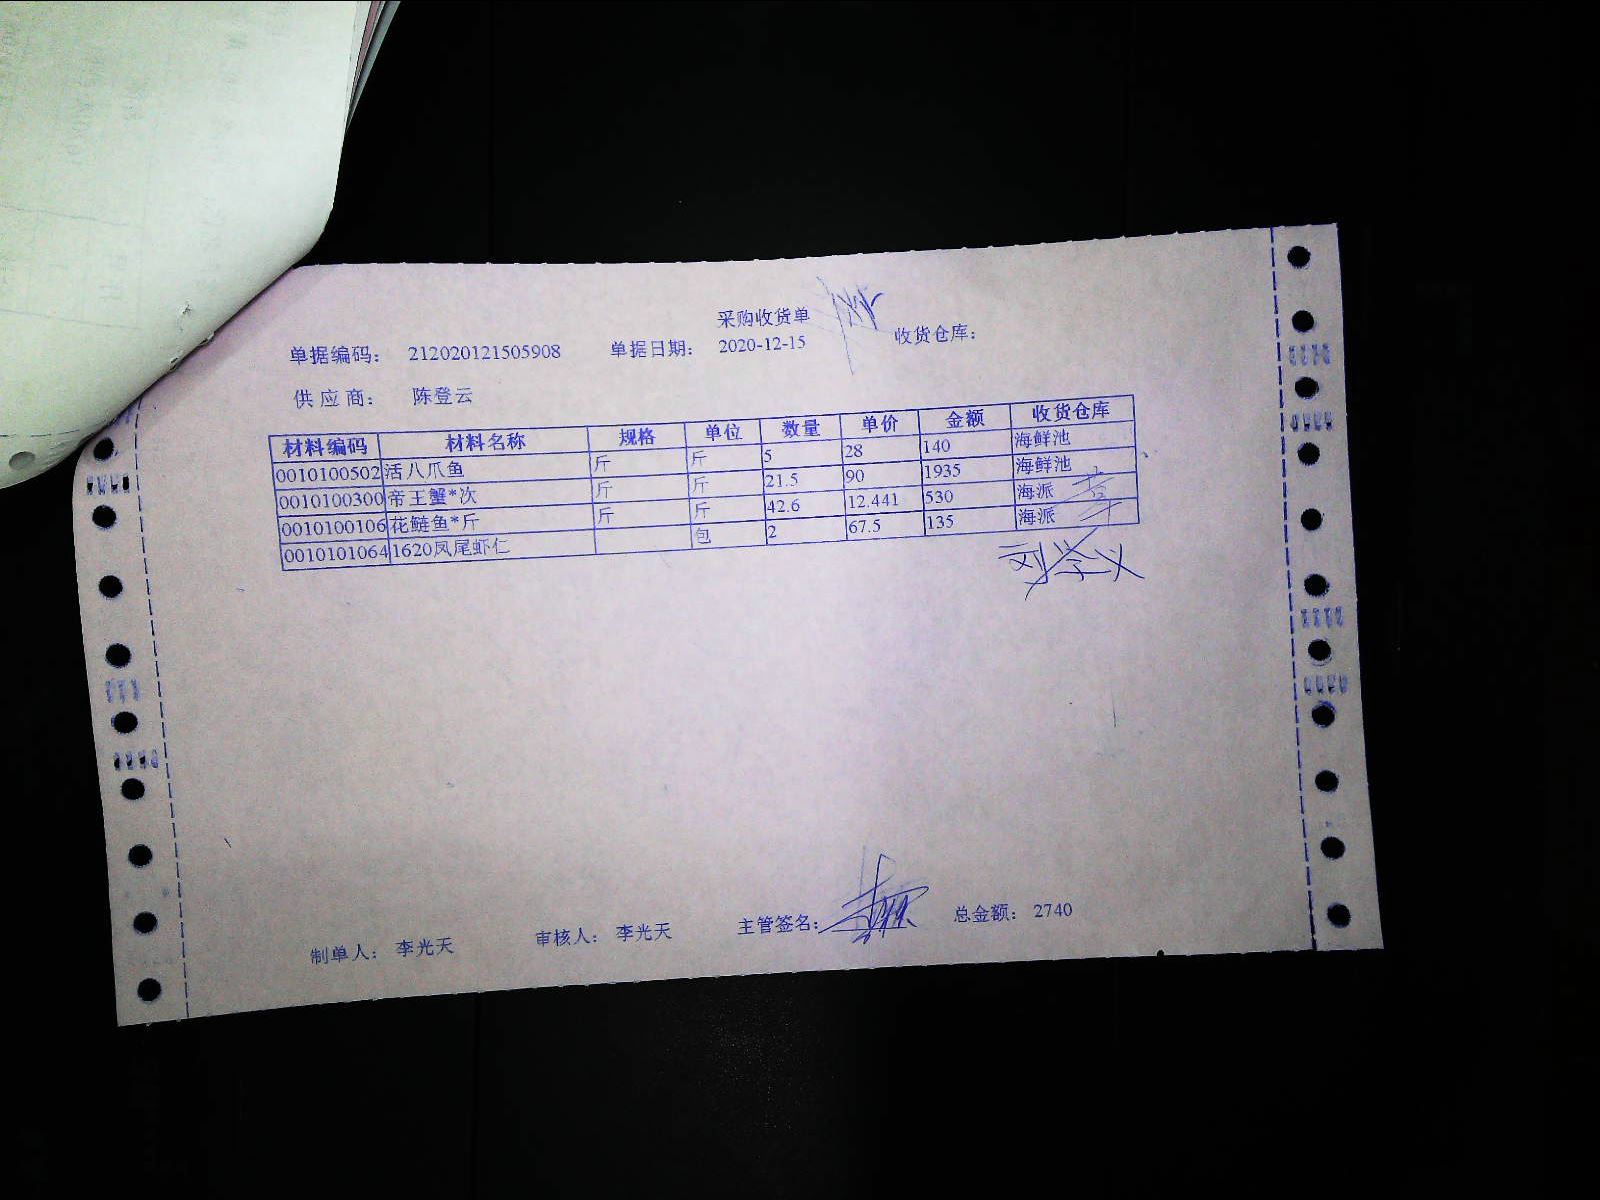 采购收货单
单据编码： 212020121505908 单据日期： 2020-12-15 收货仓库：
供应商： 陈登云
材料编码 材料名称 规格 单位 数量 单价 金额 收货仓库
0010100502 活八爪鱼 斤 斤 5 28 140 海鲜池
0010100300 帝王蟹*次 斤 斤 21.5 90 1935 海鲜池
0010100106 花鲢鱼*斤 斤 斤 42.6 12.441 530 海派
0010101064 1620凤尾虾仁 包 2 67.5 135 海派
刘学义
制单人： 李光天 审核人： 李光天 主管签名： 总金额： 2740